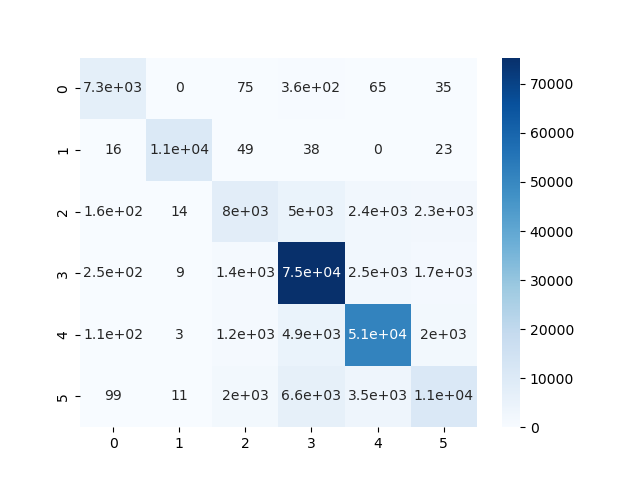 0 7.3e+03 0 75 3.6e+02 65 35
1 16 1.1e+04 49 38 0 23
2 1.6e+02 14 8e+03 5e+03 2.4e+03 2.3e+03
3 2.5e+02 9 1.4e+03 7.5e+04 2.5e+03 1.7e+03
4 1.1e+02 3 1.2e+03 4.9e+03 5.1e+04 2e+03
5 99 11 2e+03 6.6e+03 3.5e+03 1.1e+04
0 1 2 3 4 5
70000
60000
50000
40000
30000
20000
10000
0